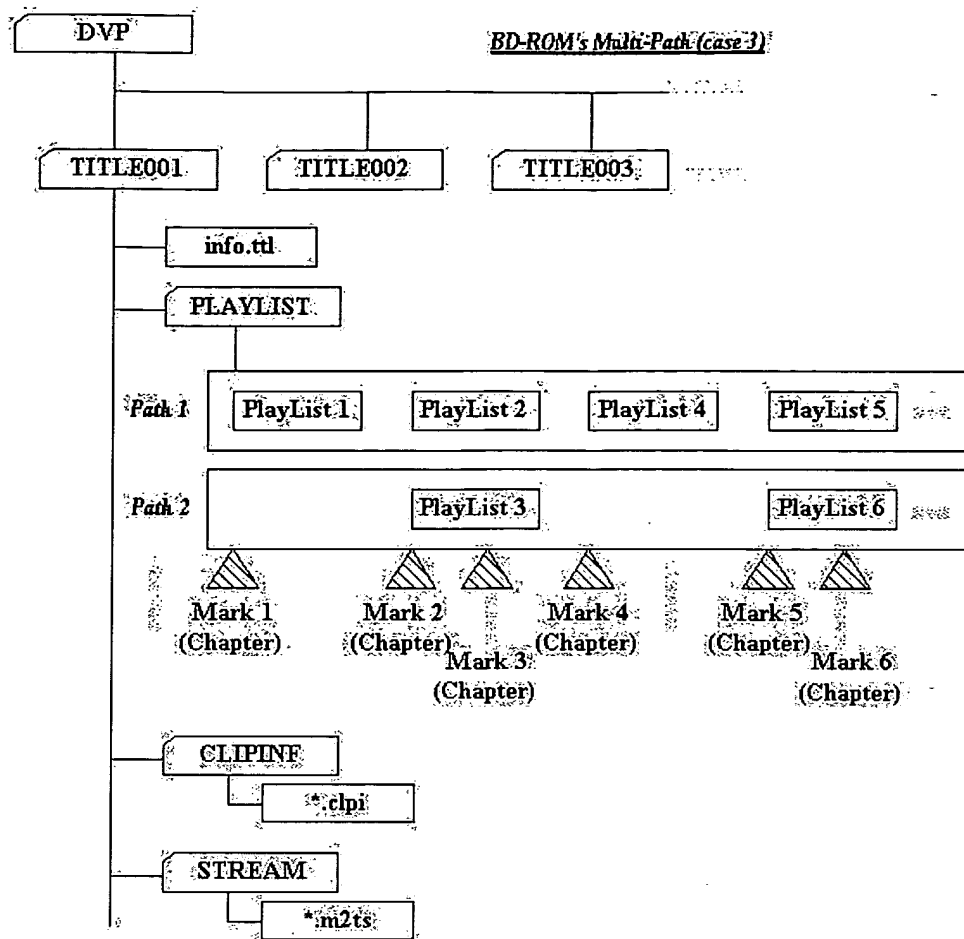 DVP
BD-ROM's Multi-Path (case 3)
TITLE001
TITLE002
TITLE003
info.ttl
PLAYLIST
Path 1
PlayList 1
PlayList 2
PlayList 4
PlayList 5
Path 2
PlayList 3
PlayList 6
Mark 1
(Chapter)
Mark 2
(Chapter)
Mark 3
(Chapter)
Mark 4
(Chapter)
Mark 5
(Chapter)
Mark 6
(Chapter)
CLIPINF
*.clpi
STREAM
*.m2ts